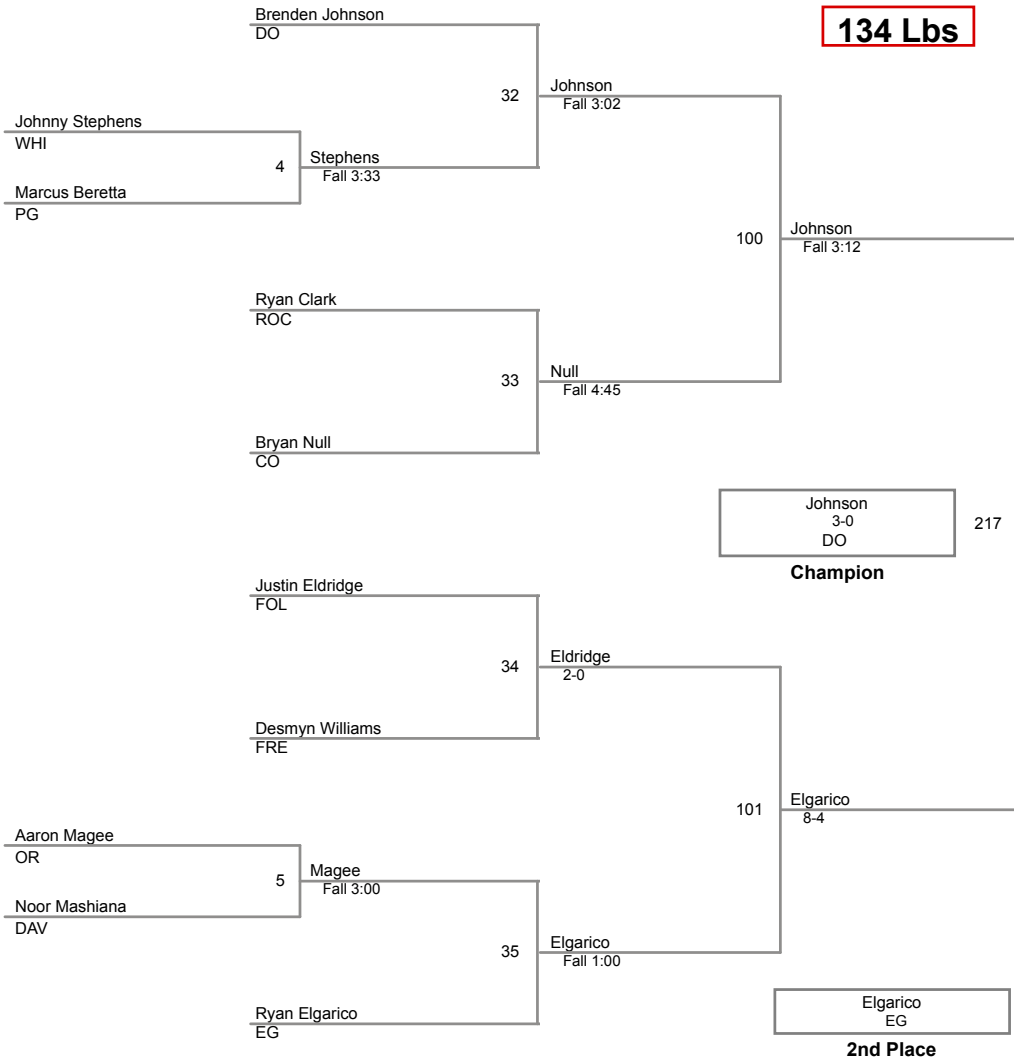 Brenden Johnson
DO
134 Lbs
32
Johnson
Fall 3:02
Johnny Stephens
WHI
4
Stephens
Fall 3:33
Marcus Beretta
PG
100
Johnson
Fall 3:12
Ryan Clark
ROC
33
Null
Fall 4:45
Bryan Null
CO
Johnson
3-0
DO
217
Champion
Justin Eldridge
FOL
34
Eldridge
2-0
Desmyn Williams
FRE
101
Elgarico
8-4
Aaron Magee
OR
5
Magee
Fall 3:00
Noor Mashiana
DAV
35
Elgarico
Fall 1:00
Ryan Elgarico
EG
Elgarico
EG
2nd Place